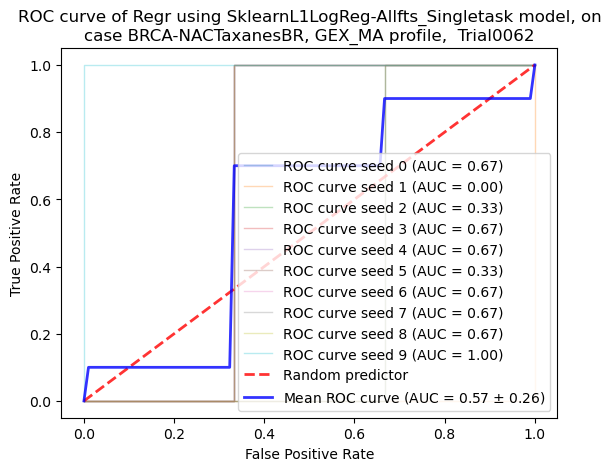 ROC curve of Regr using SklearnL1LogReg-Allfts_Singletask model, on
case BRCA-NACTaxanesBR, GEX_MA profile,  Trial0062
True Positive Rate
1.0
0.8
0.6
0.4
0.2
0.0
ROC curve seed 0 (AUC = 0.67)
ROC curve seed 1 (AUC = 0.00)
ROC curve seed 2 (AUC = 0.33)
ROC curve seed 3 (AUC = 0.67)
ROC curve seed 4 (AUC = 0.67)
ROC curve seed 5 (AUC = 0.33)
ROC curve seed 6 (AUC = 0.67)
ROC curve seed 7 (AUC = 0.67)
ROC curve seed 8 (AUC = 0.67)
ROC curve seed 9 (AUC = 1.00)
Random predictor
Mean ROC curve (AUC = 0.57 ± 0.26)
0.0 0.2 0.4 0.6 0.8 1.0
False Positive Rate